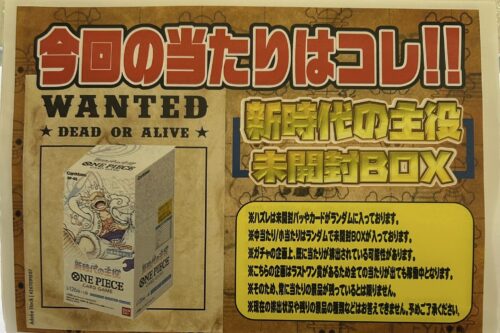 今回の当たりはコレ!!
WANTED
★ DEAD OR ALIVE ★
新時代の主役
未開封BOX
新時代の主役
ONE PIECE
CARD GAME
BANDAI
※ハズレは未開封パックやカードがランダムに入っております。
※中当たり/小当たりはランダムで未開封BOXが入っております。
※ガチャの企画上、既に当たりが排出されている可能性があります。
※こちらの企画はラストワン賞があるため全ての当たりが出ても稼働中となります。
※そのため、常に当たりの景品が残っているとは限りません。
※現在の排出状況や残りの景品の種類などはお答えできません。予めご了承ください。